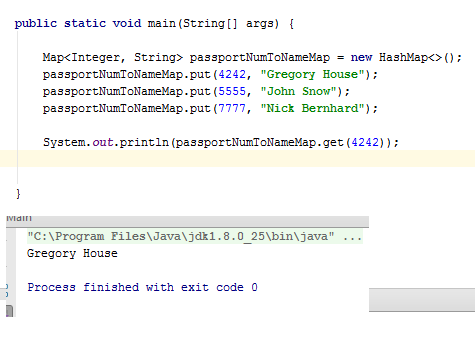 public static void main(String[] args) {
Map<Integer, String> passportNumToNameMap = new HashMap<>();
passportNumToNameMap.put(4242, "Gregory House");
passportNumToNameMap.put(5555, "John Snow");
passportNumToNameMap.put(7777, "Nick Bernhard");
System.out.println(passportNumToNameMap.get(4242));
}
Main
"C:\Program Files\Java\jdk1.8.0_25\bin\java" ...
Gregory House
Process finished with exit code 0